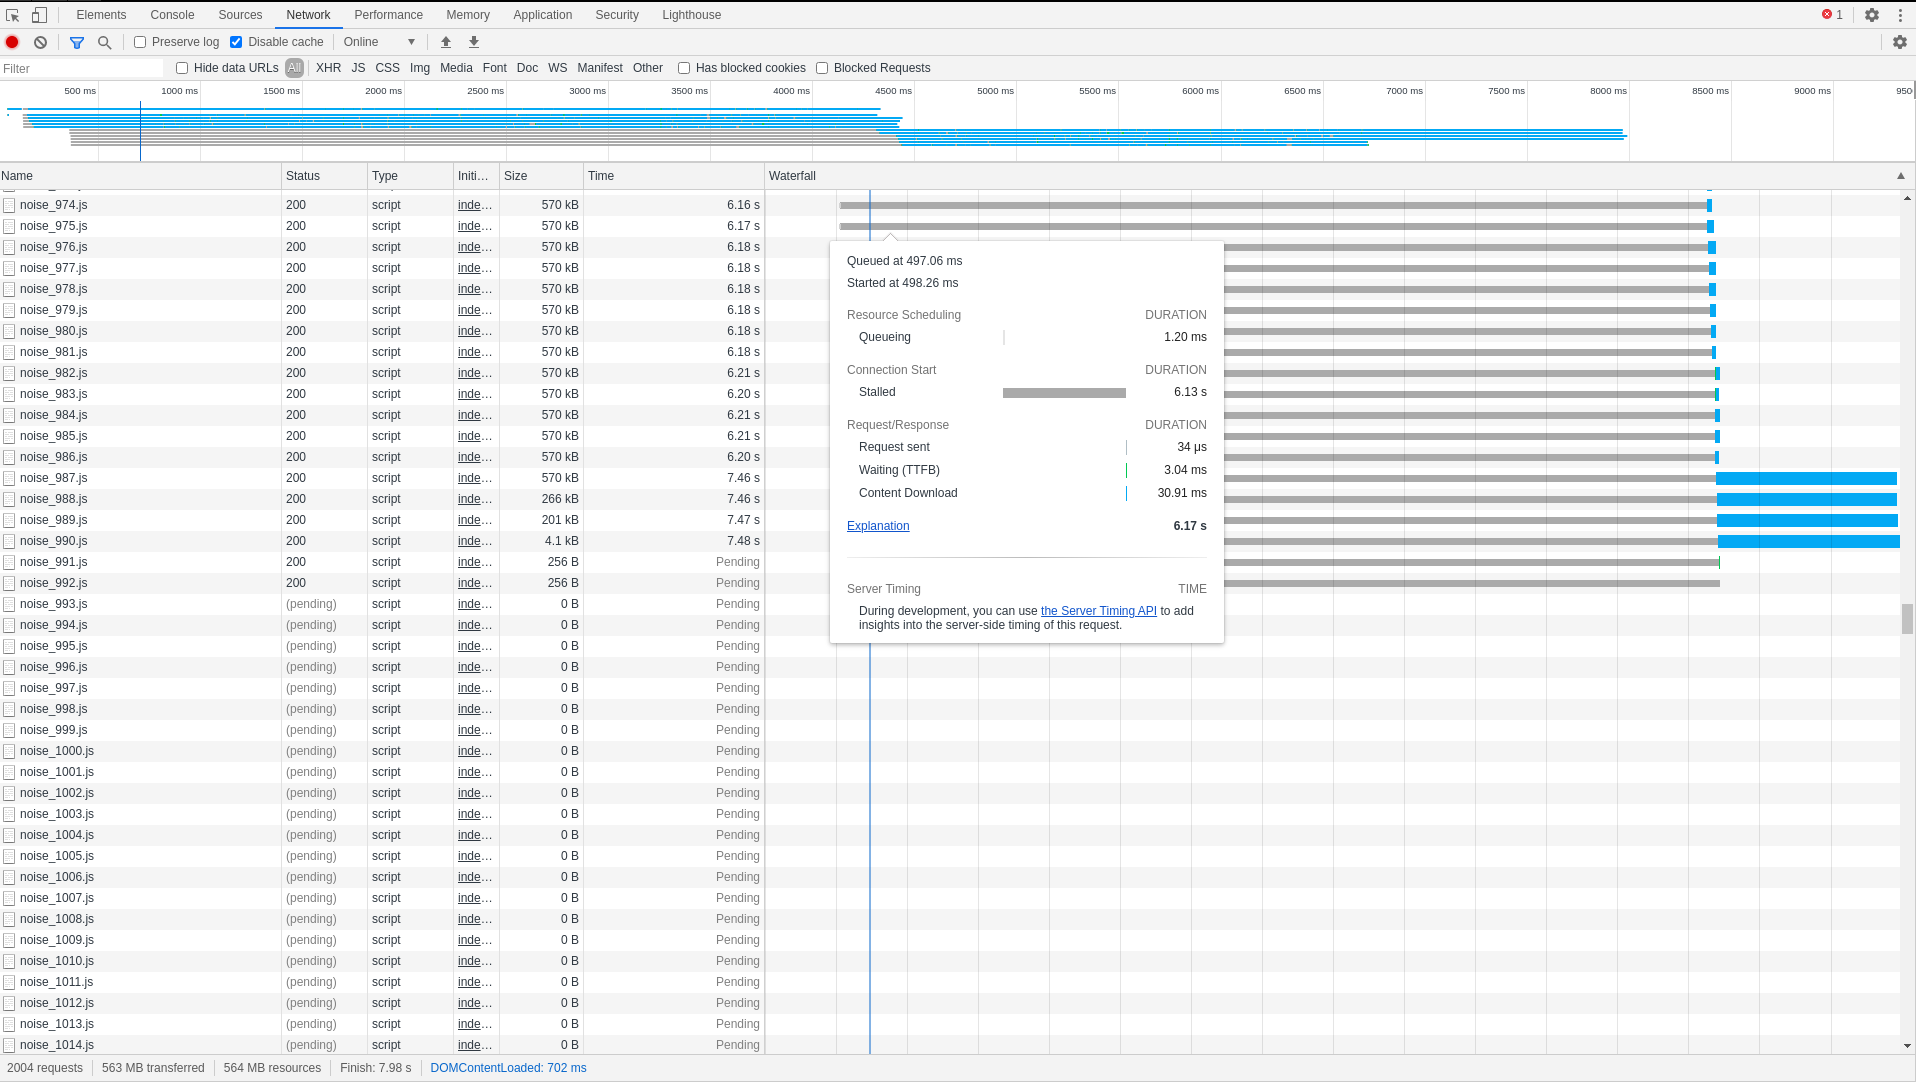 Elements Console Sources Network Performance Memory Application Security Lighthouse 1
Preserve log Disable cache Online
Filter Hide data URLs All XHR JS CSS Img Media Font Doc WS Manifest Other Has blocked cookies Blocked Requests
500 ms 1000 ms 1500 ms 2000 ms 2500 ms 3000 ms 3500 ms 4000 ms 4500 ms 5000 ms 5500 ms 6000 ms 6500 ms 7000 ms 7500 ms 8000 ms 8500 ms 9000 ms 950
Name Status Type Initi… Size Time Waterfall
noise_974.js 200 script inde… 570 kB 6.16 s
noise_975.js 200 script inde… 570 kB 6.17 s
noise_976.js 200 script inde… 570 kB 6.18 s
noise_977.js 200 script inde… 570 kB 6.18 s
noise_978.js 200 script inde… 570 kB 6.18 s
noise_979.js 200 script inde… 570 kB 6.18 s
noise_980.js 200 script inde… 570 kB 6.18 s
noise_981.js 200 script inde… 570 kB 6.18 s
noise_982.js 200 script inde… 570 kB 6.21 s
noise_983.js 200 script inde… 570 kB 6.20 s
noise_984.js 200 script inde… 570 kB 6.21 s
noise_985.js 200 script inde… 570 kB 6.21 s
noise_986.js 200 script inde… 570 kB 6.20 s
noise_987.js 200 script inde… 570 kB 7.46 s
noise_988.js 200 script inde… 266 kB 7.46 s
noise_989.js 200 script inde… 201 kB 7.47 s
noise_990.js 200 script inde… 4.1 kB 7.48 s
noise_991.js 200 script inde… 256 B Pending
noise_992.js 200 script inde… 256 B Pending
noise_993.js (pending) script inde… 0 B Pending
noise_994.js (pending) script inde… 0 B Pending
noise_995.js (pending) script inde… 0 B Pending
noise_996.js (pending) script inde… 0 B Pending
noise_997.js (pending) script inde… 0 B Pending
noise_998.js (pending) script inde… 0 B Pending
noise_999.js (pending) script inde… 0 B Pending
noise_1000.js (pending) script inde… 0 B Pending
noise_1001.js (pending) script inde… 0 B Pending
noise_1002.js (pending) script inde… 0 B Pending
noise_1003.js (pending) script inde… 0 B Pending
noise_1004.js (pending) script inde… 0 B Pending
noise_1005.js (pending) script inde… 0 B Pending
noise_1006.js (pending) script inde… 0 B Pending
noise_1007.js (pending) script inde… 0 B Pending
noise_1008.js (pending) script inde… 0 B Pending
noise_1009.js (pending) script inde… 0 B Pending
noise_1010.js (pending) script inde… 0 B Pending
noise_1011.js (pending) script inde… 0 B Pending
noise_1012.js (pending) script inde… 0 B Pending
noise_1013.js (pending) script inde… 0 B Pending
noise_1014.js (pending) script inde… 0 B Pending
Queued at 497.06 ms
Started at 498.26 ms
Resource Scheduling DURATION
Queueing 1.20 ms
Connection Start DURATION
Stalled 6.13 s
Request/Response DURATION
Request sent 34 μs
Waiting (TTFB) 3.04 ms
Content Download 30.91 ms
Explanation 6.17 s
Server Timing TIME
During development, you can use the Server Timing API to add
insights into the server-side timing of this request.
2004 requests 563 MB transferred 564 MB resources Finish: 7.98 s DOMContentLoaded: 702 ms